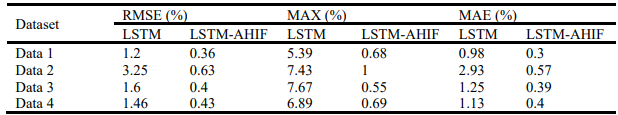 Dataset RMSE (%) MAX (%) MAE (%)
LSTM LSTM-AHIF LSTM LSTM-AHIF LSTM LSTM-AHIF
Data 1 1.2 0.36 5.39 0.68 0.98 0.3
Data 2 3.25 0.63 7.43 1 2.93 0.57
Data 3 1.6 0.4 7.67 0.55 1.25 0.39
Data 4 1.46 0.43 6.89 0.69 1.13 0.4